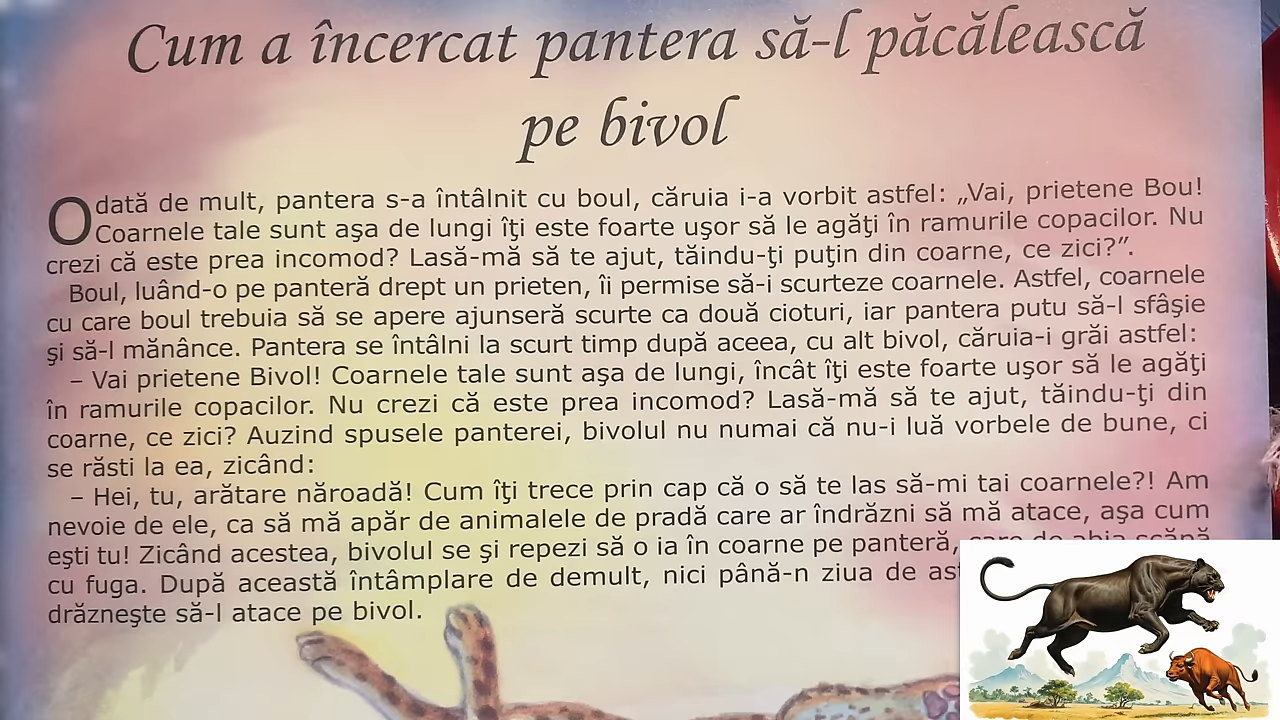 Cum a încercat pantera să-l păcălească
pe bivol
Odată de mult, pantera s-a întâlnit cu boul, căruia i-a vorbit astfel: „Vai, prietene Bou!
Coarnele tale sunt aşa de lungi îţi este foarte uşor să le agăţi în ramurile copacilor. Nu
crezi că este prea incomod? Lasă-mă să te ajut, tăindu-ţi puţin din coarne, ce zici?”.
Boul, luând-o pe panteră drept un prieten, îi permise să-i scurteze coarnele. Astfel, coarnele
cu care boul trebuia să se apere ajunseră scurte ca două cioturi, iar pantera putu să-l sfâşie
şi să-l mănânce. Pantera se întâlni la scurt timp după aceea, cu alt bivol, căruia-i grăi astfel:
– Vai prietene Bivol! Coarnele tale sunt aşa de lungi, încât îţi este foarte uşor să le agăţi
în ramurile copacilor. Nu crezi că este prea incomod? Lasă-mă să te ajut, tăindu-ţi din
coarne, ce zici? Auzind spusele panterei, bivolul nu numai că nu-i luă vorbele de bune, ci
se răsti la ea, zicând:
– Hei, tu, arătare năroadă! Cum îţi trece prin cap că o să te las să-mi tai coarnele?! Am
nevoie de ele, ca să mă apăr de animalele de pradă care ar îndrăzni să mă atace, aşa cum
eşti tu! Zicând acestea, bivolul se şi repezi să o ia în coarne pe panteră, care de abia scăpă
cu fuga. După această întâmplare de demult, nici până-n ziua de
drăzneşte să-l atace pe bivol.